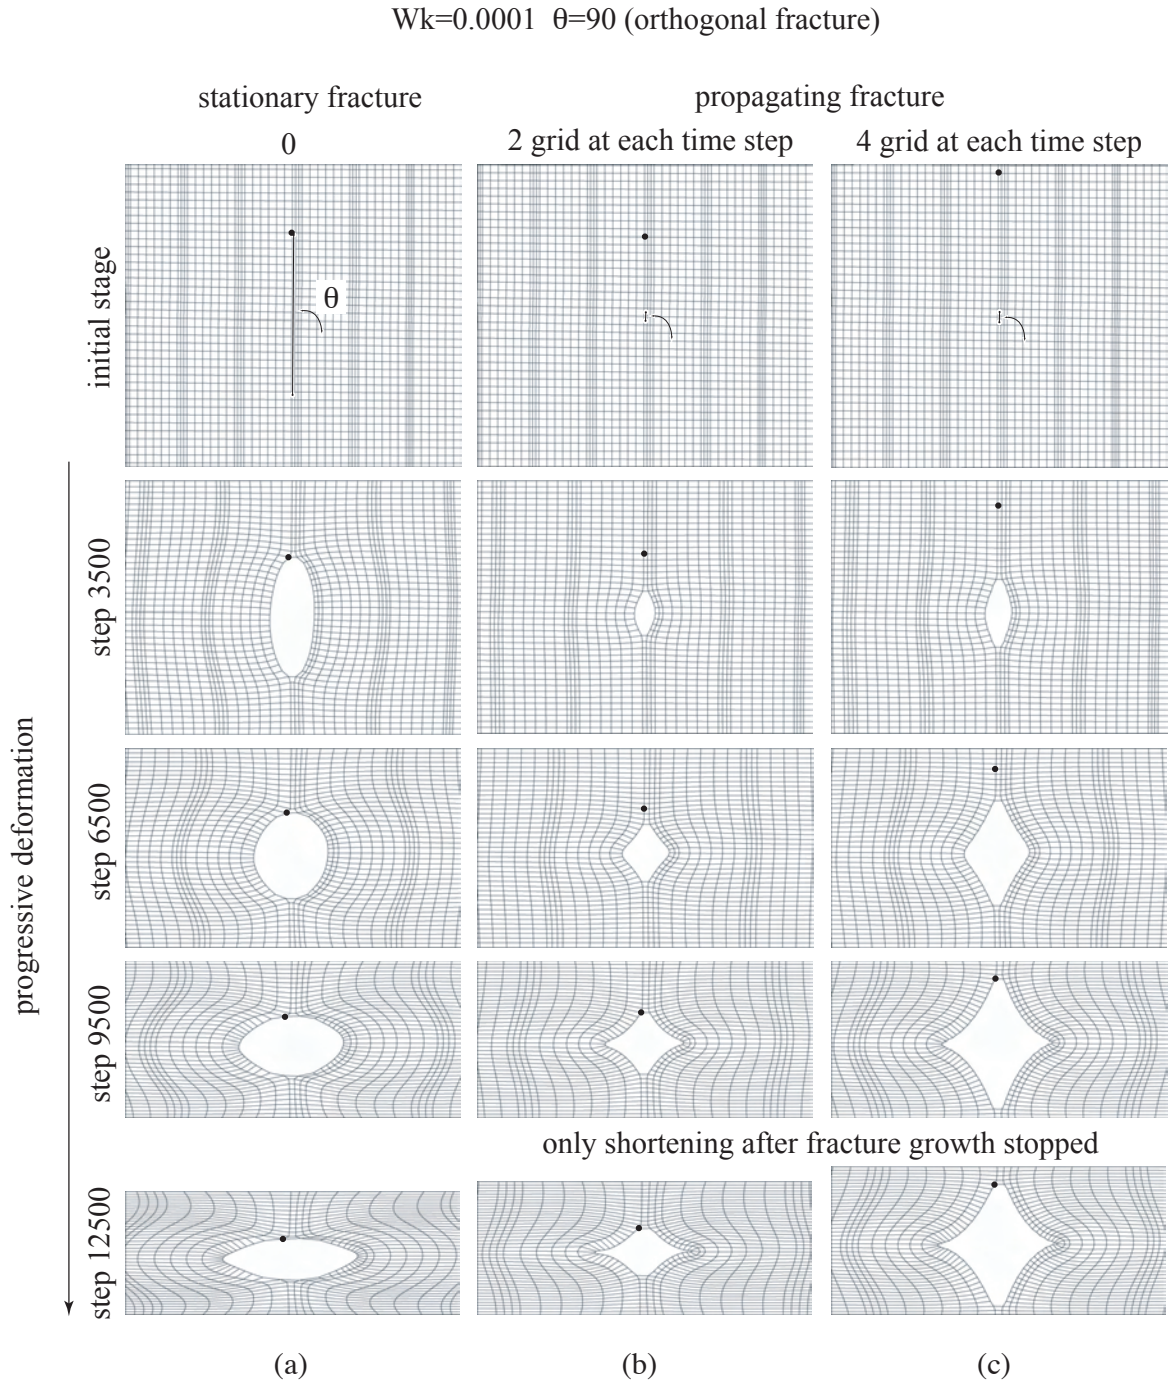 Wk=0.0001 θ=90 (orthogonal fracture)
stationary fracture
propagating fracture
0
2 grid at each time step
4 grid at each time step
initial stage
θ
progressive deformation
step 3500
step 6500
step 9500
only shortening after fracture growth stopped
step 12500
(a)
(b)
(c)